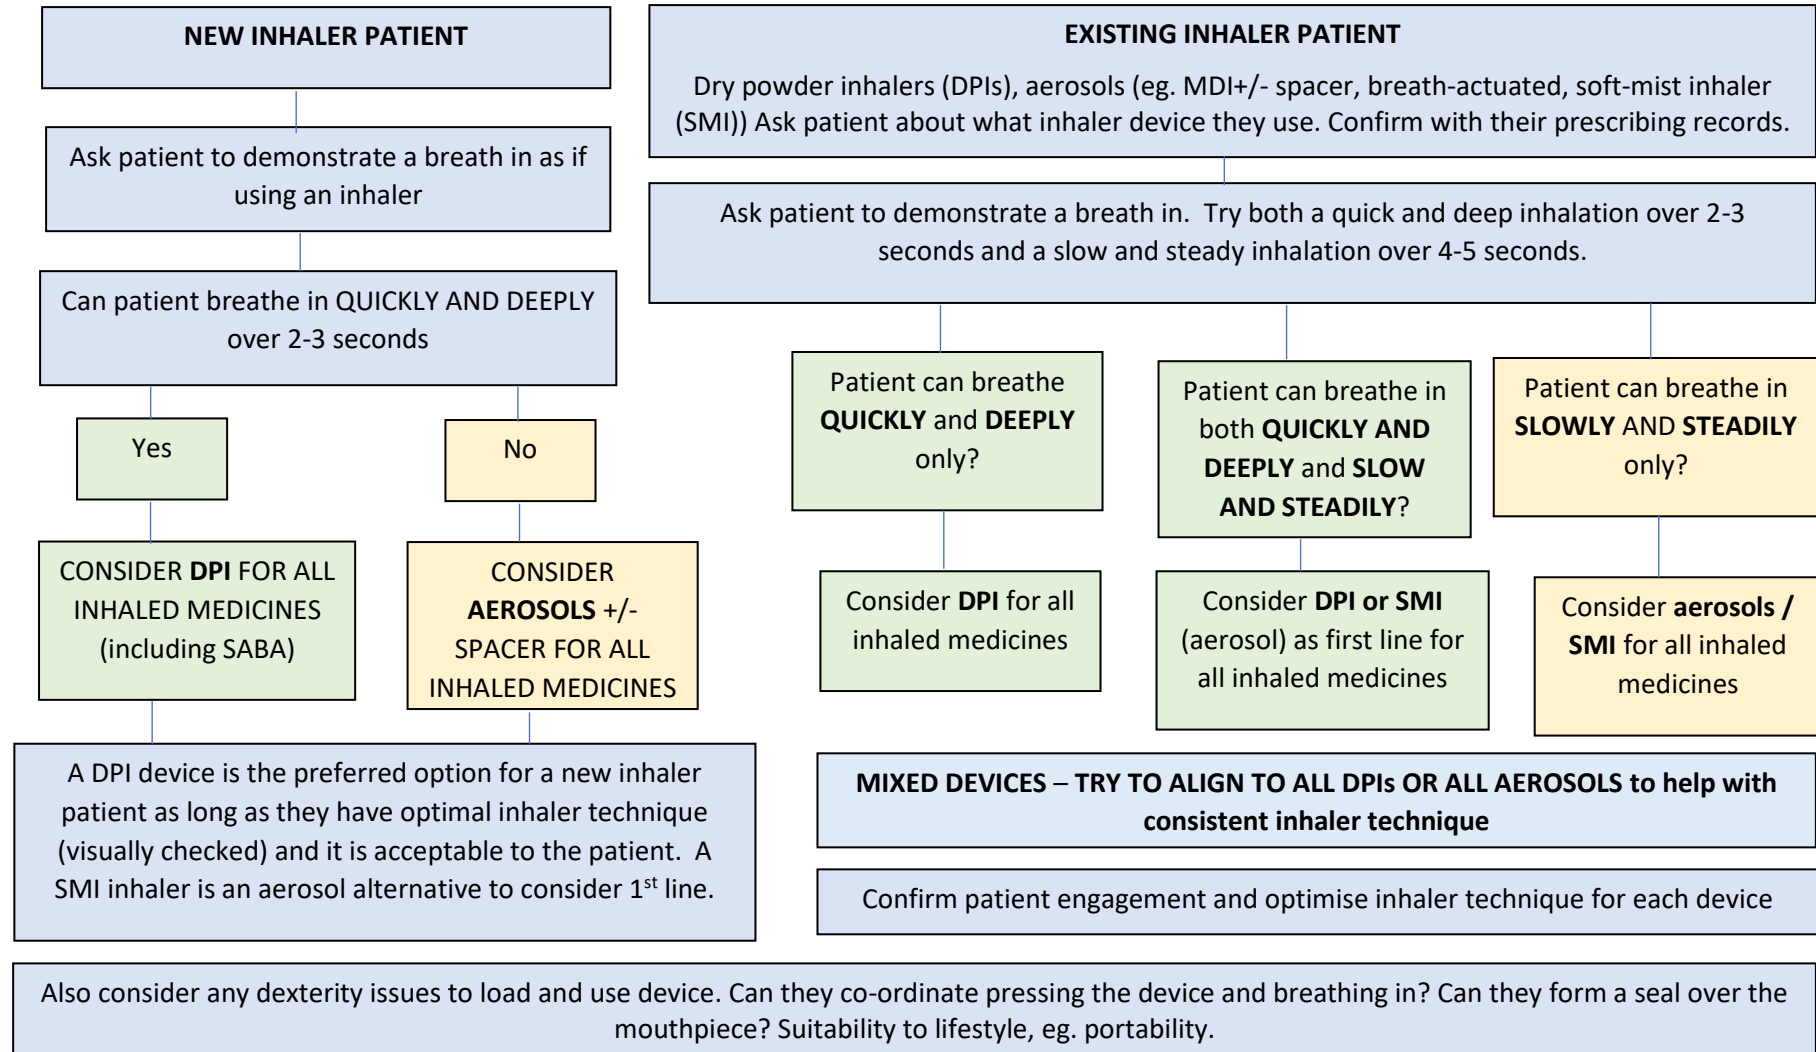 NEW INHALER PATIENT
Ask patient to demonstrate a breath in as if
using an inhaler
Can patient breathe in QUICKLY AND DEEPLY
over 2-3 seconds
Yes
No
CONSIDER DPI FOR ALL
INHALED MEDICINES
(including SABA)
CONSIDER
AEROSOLS +/-
SPACER FOR ALL
INHALED MEDICINES
A DPI device is the preferred option for a new inhaler
patient as long as they have optimal inhaler technique
(visually checked) and it is acceptable to the patient.  A
SMI inhaler is an aerosol alternative to consider 1st line.
EXISTING INHALER PATIENT
Dry powder inhalers (DPIs), aerosols (eg. MDI+/- spacer, breath-actuated, soft-mist inhaler
(SMI)) Ask patient about what inhaler device they use. Confirm with their prescribing records.
Ask patient to demonstrate a breath in.  Try both a quick and deep inhalation over 2-3
seconds and a slow and steady inhalation over 4-5 seconds.
Patient can breathe
QUICKLY and DEEPLY
only?
Patient can breathe in
both QUICKLY AND
DEEPLY and SLOW
AND STEADILY?
Patient can breathe in
SLOWLY AND STEADILY
only?
Consider DPI for all
inhaled medicines
Consider DPI or SMI
(aerosol) as first line for
all inhaled medicines
Consider aerosols /
SMI for all inhaled
medicines
MIXED DEVICES – TRY TO ALIGN TO ALL DPIs OR ALL AEROSOLS to help with
consistent inhaler technique
Confirm patient engagement and optimise inhaler technique for each device
Also consider any dexterity issues to load and use device. Can they co-ordinate pressing the device and breathing in? Can they form a seal over the
mouthpiece? Suitability to lifestyle, eg. portability.